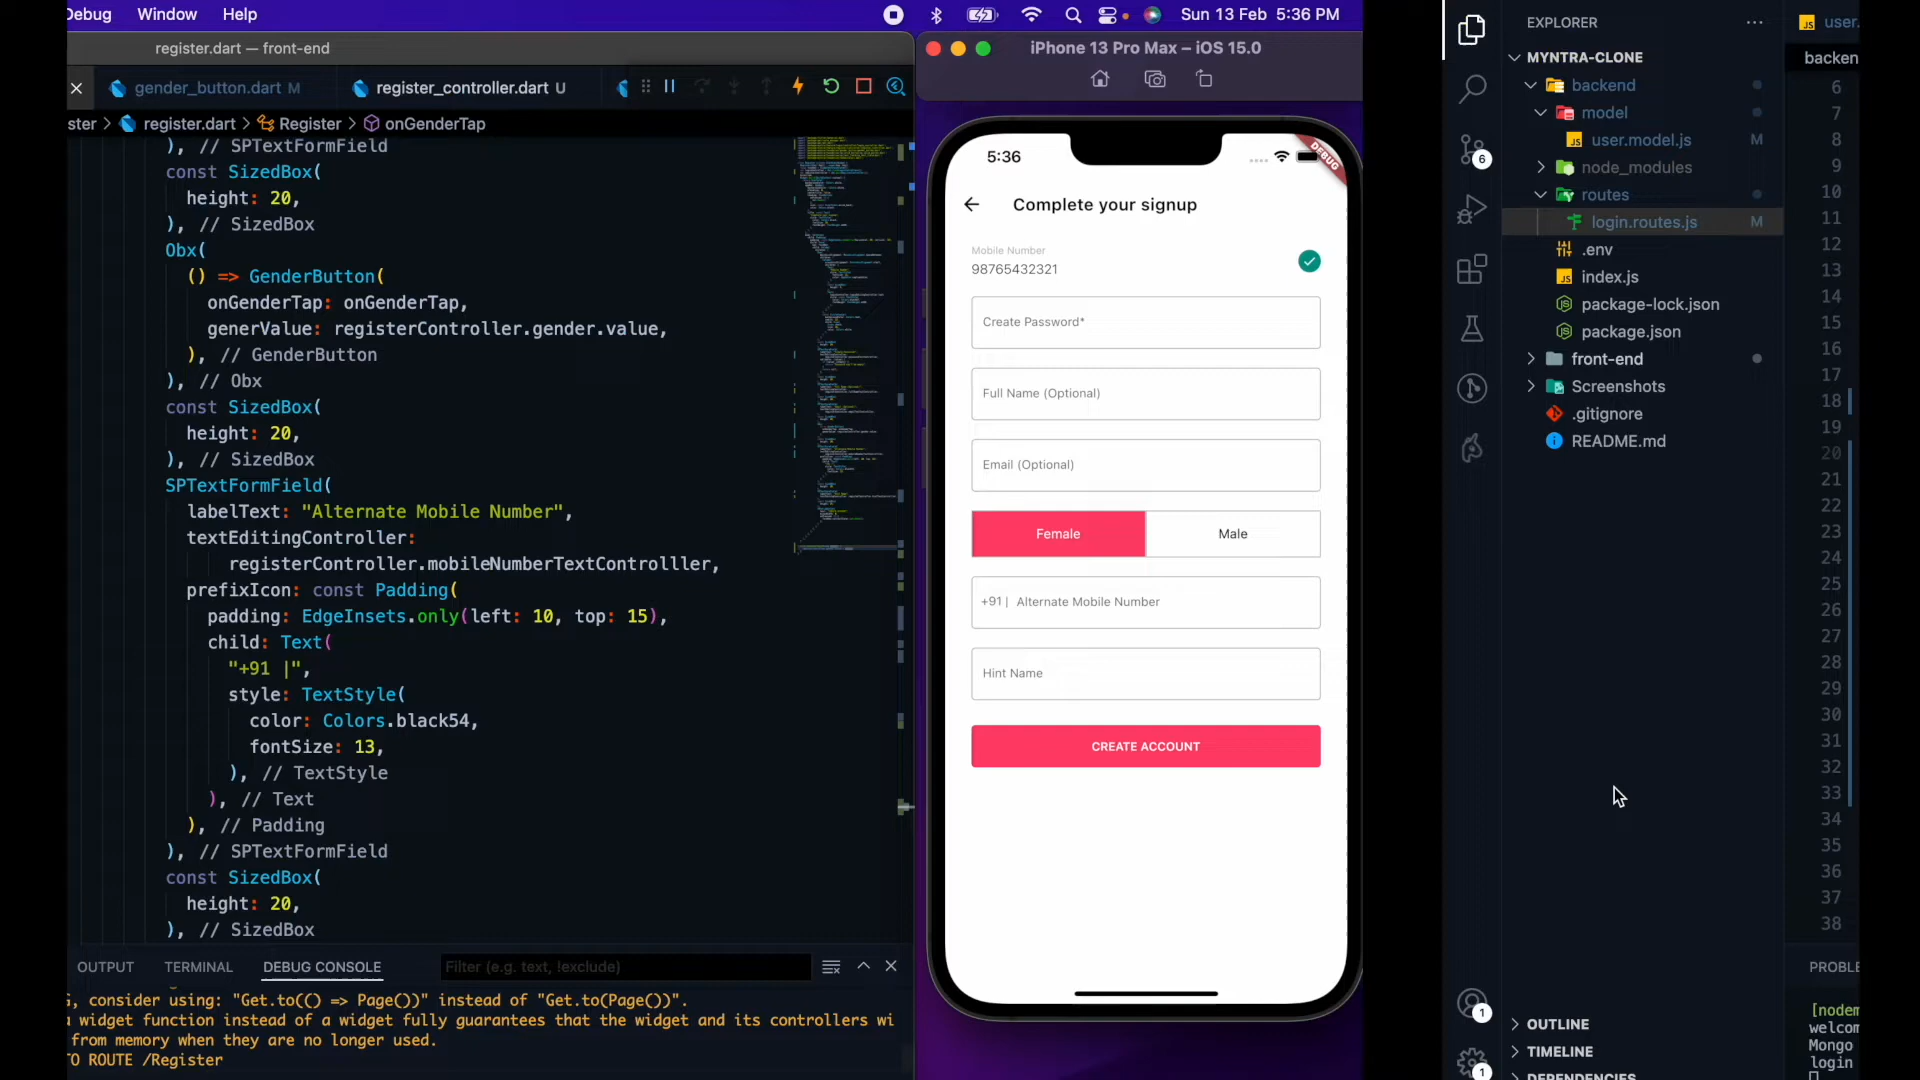 Debug Window Help
Sun 13 Feb 5:36 PM
register.dart — front-end
gender_button.dart M
register_controller.dart U
ster > register.dart > Register > onGenderTap
), // SPTextFormField
const SizedBox(
height: 20,
), // SizedBox
Obx(
() => GenderButton(
onGenderTap: onGenderTap,
generValue: registerController.gender.value,
), // GenderButton
), // Obx
const SizedBox(
height: 20,
), // SizedBox
SPTextFormField(
labelText: "Alternate Mobile Number",
textEditingController:
registerController.mobileNumberTextControlller,
prefixIcon: const Padding(
padding: EdgeInsets.only(left: 10, top: 15),
child: Text(
"+91 |",
style: TextStyle(
color: Colors.black54,
fontSize: 13,
), // TextStyle
), // Text
), // Padding
), // SPTextFormField
const SizedBox(
height: 20,
), // SizedBox
OUTPUT TERMINAL DEBUG CONSOLE
Filter (e.g. text, !exclude)
, consider using: "Get.to(() => Page())" instead of "Get.to(Page())".
widget function instead of a widget fully guarantees that the widget and its controllers wi
from memory when they are no longer used.
TO ROUTE /Register
iPhone 13 Pro Max – iOS 15.0
5:36
DEBUG
Complete your signup
Mobile Number
98765432321
Create Password*
Full Name (Optional)
Email (Optional)
Female
Male
+91 | Alternate Mobile Number
Hint Name
CREATE ACCOUNT
EXPLORER
MYNTRA-CLONE
backend
model
user.model.js M
node_modules
routes
login.routes.js M
.env
index.js
package-lock.json
package.json
front-end
Screenshots
.gitignore
README.md
6
1
1
OUTLINE
TIMELINE
DEPENDENCIES
JS user.
backen
6
7
8
9
10
11
12
13
14
15
16
17
18
19
20
21
22
23
24
25
26
27
28
29
30
31
32
33
34
35
36
37
38
PROBLE
[nodem
welcom
Mongo
login